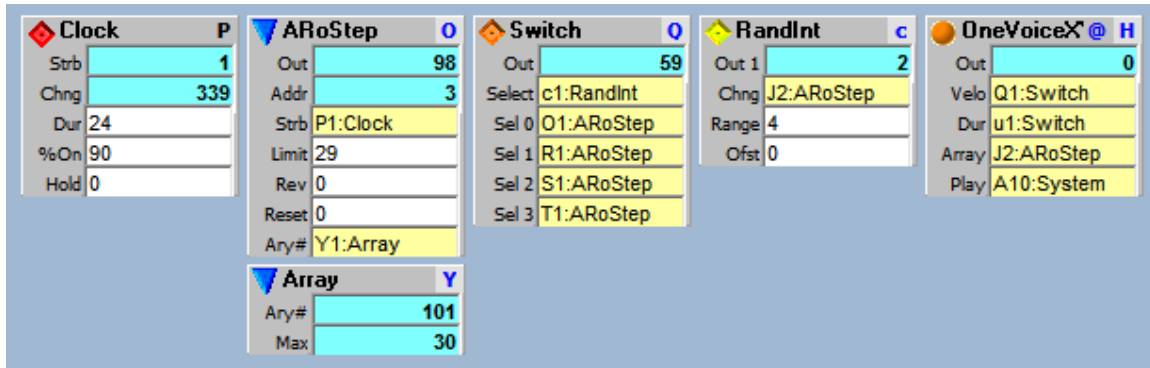 Clock P
Strb 1
Chng 339
Dur 24
%On 90
Hold 0
ARoStep O
Out 98
Addr 3
Strb P1:Clock
Limit 29
Rev 0
Reset 0
Ary# Y1:Array
Array Y
Ary# 101
Max 30
Switch Q
Out 59
Select c1:RandInt
Sel 0 O1:ARoStep
Sel 1 R1:ARoStep
Sel 2 S1:ARoStep
Sel 3 T1:ARoStep
RandInt c
Out 1 2
Chng J2:ARoStep
Range 4
Ofst 0
OneVoiceX @ H
Out 0
Velo Q1:Switch
Dur u1:Switch
Array J2:ARoStep
Play A10:System